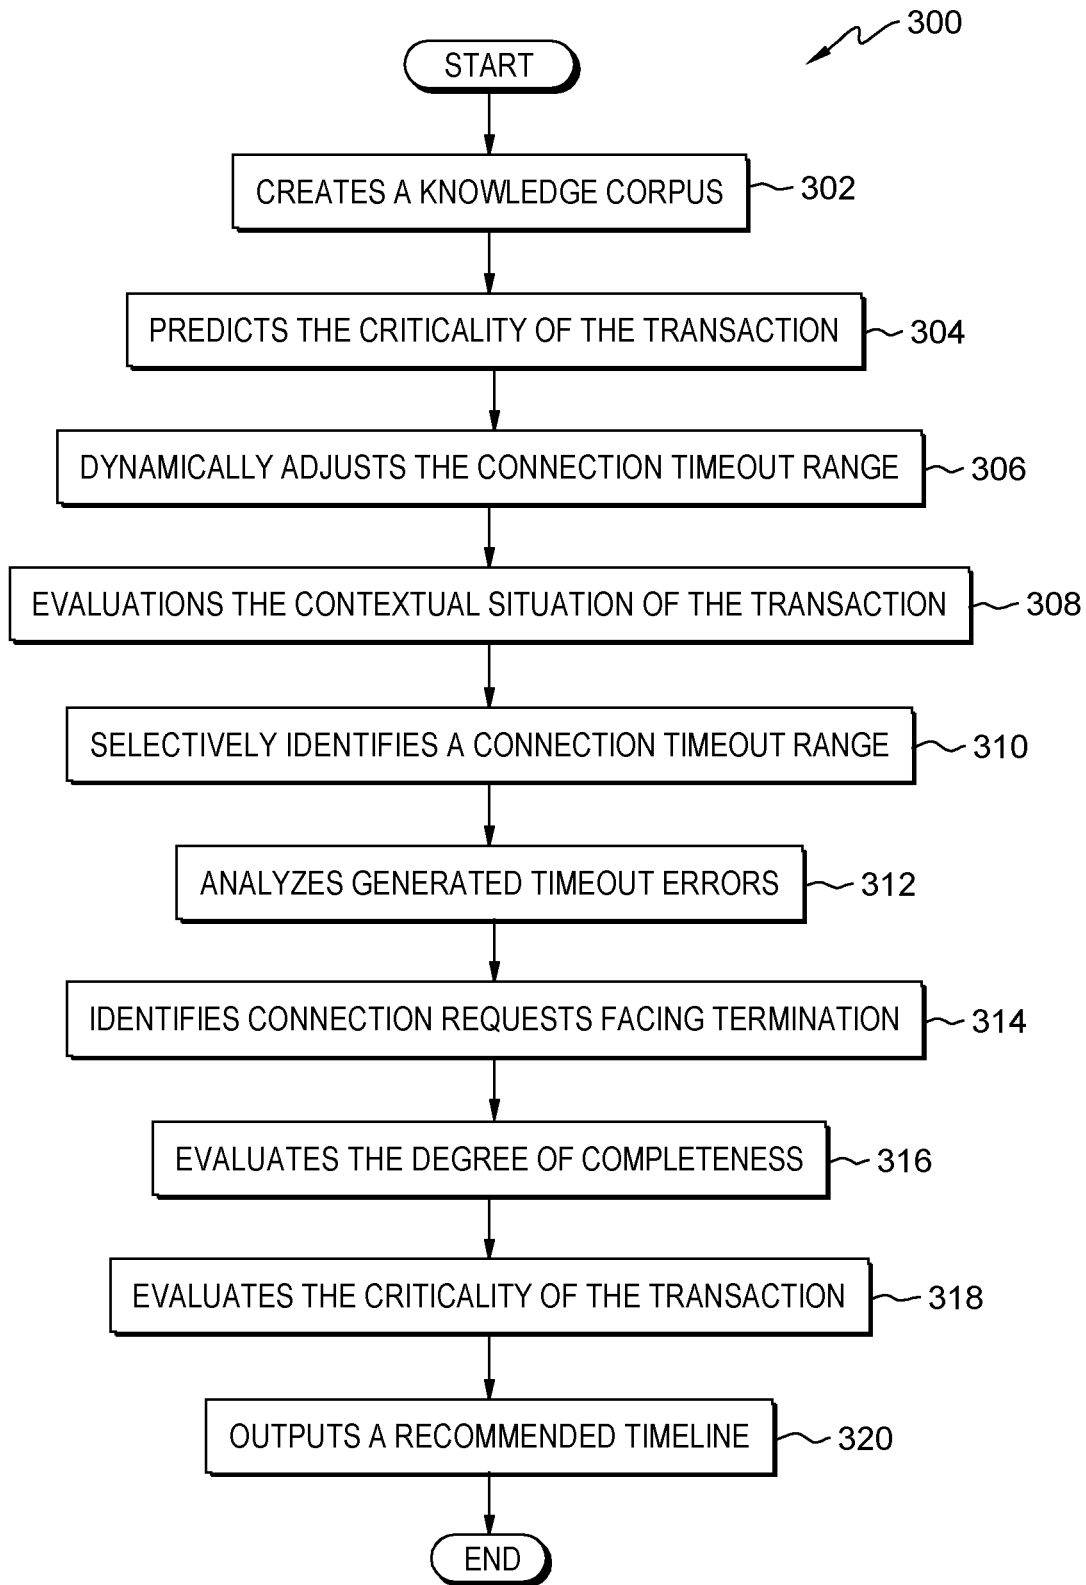 300
START
CREATES A KNOWLEDGE CORPUS
302
PREDICTS THE CRITICALITY OF THE TRANSACTION
304
DYNAMICALLY ADJUSTS THE CONNECTION TIMEOUT RANGE
306
EVALUATIONS THE CONTEXTUAL SITUATION OF THE TRANSACTION
308
SELECTIVELY IDENTIFIES A CONNECTION TIMEOUT RANGE
310
ANALYZES GENERATED TIMEOUT ERRORS
312
IDENTIFIES CONNECTION REQUESTS FACING TERMINATION
314
EVALUATES THE DEGREE OF COMPLETENESS
316
EVALUATES THE CRITICALITY OF THE TRANSACTION
318
OUTPUTS A RECOMMENDED TIMELINE
320
END